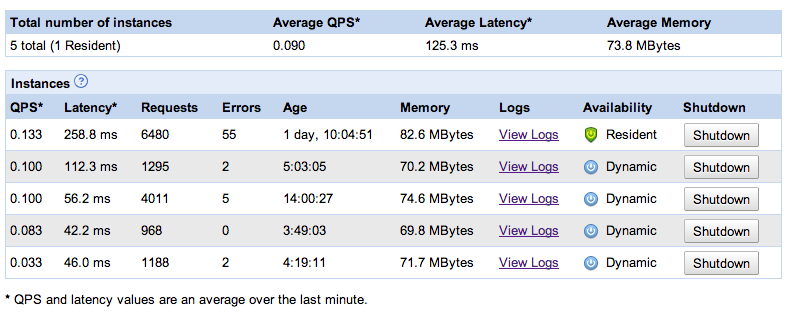 Total number of instances Average QPS* Average Latency* Average Memory
5 total (1 Resident) 0.090 125.3 ms 73.8 MBytes
Instances ?
QPS* Latency* Requests Errors Age Memory Logs Availability Shutdown
0.133 258.8 ms 6480 55 1 day, 10:04:51 82.6 MBytes View Logs Resident Shutdown
0.100 112.3 ms 1295 2 5:03:05 70.2 MBytes View Logs Dynamic Shutdown
0.100 56.2 ms 4011 5 14:00:27 74.6 MBytes View Logs Dynamic Shutdown
0.083 42.2 ms 968 0 3:49:03 69.8 MBytes View Logs Dynamic Shutdown
0.033 46.0 ms 1188 2 4:19:11 71.7 MBytes View Logs Dynamic Shutdown
* QPS and latency values are an average over the last minute.